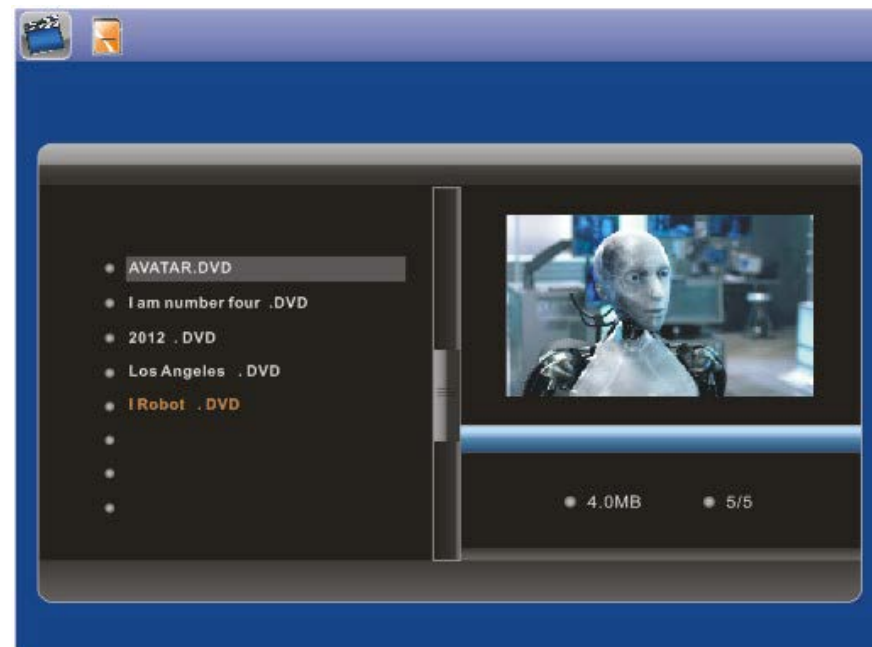 AVATAR.DVD
I am number four .DVD
2012 . DVD
Los Angeles . DVD
I Robot . DVD
4.0MB 5/5